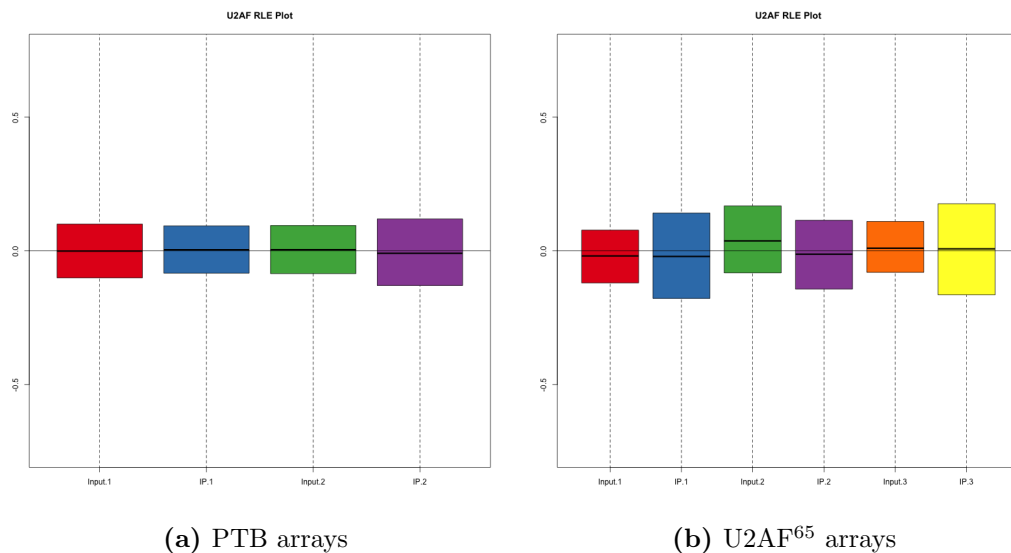 U2AF RLE Plot
0.5
0.0
-0.5
Input.1 IP.1 Input.2 IP.2
(a) PTB arrays
U2AF RLE Plot
0.5
0.0
-0.5
Input.1 IP.1 Input.2 IP.2 Input.3 IP.3
(b) U2AF⁶⁵ arrays